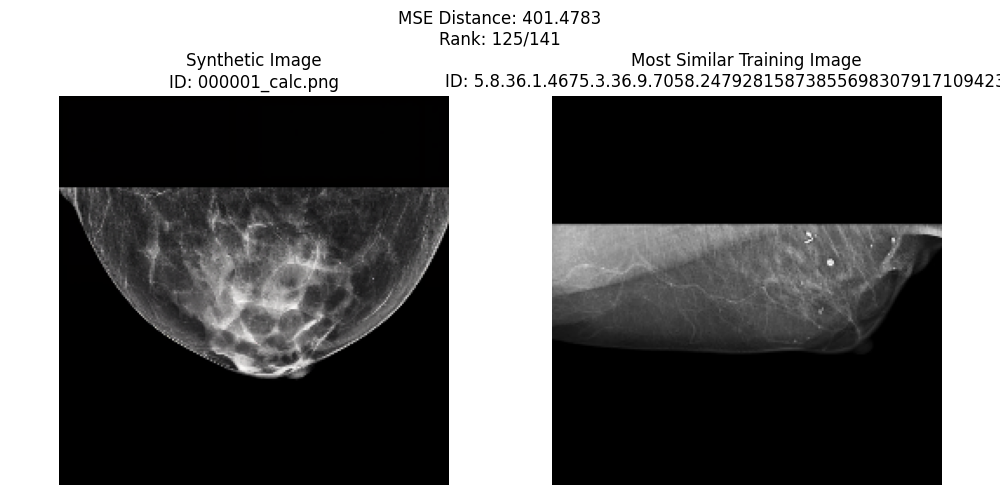 MSE Distance: 401.4783
Rank: 125/141
Synthetic Image
ID: 000001_calc.png
Most Similar Training Image
ID: 5.8.36.1.4675.3.36.9.7058.24792815873855698307917109423